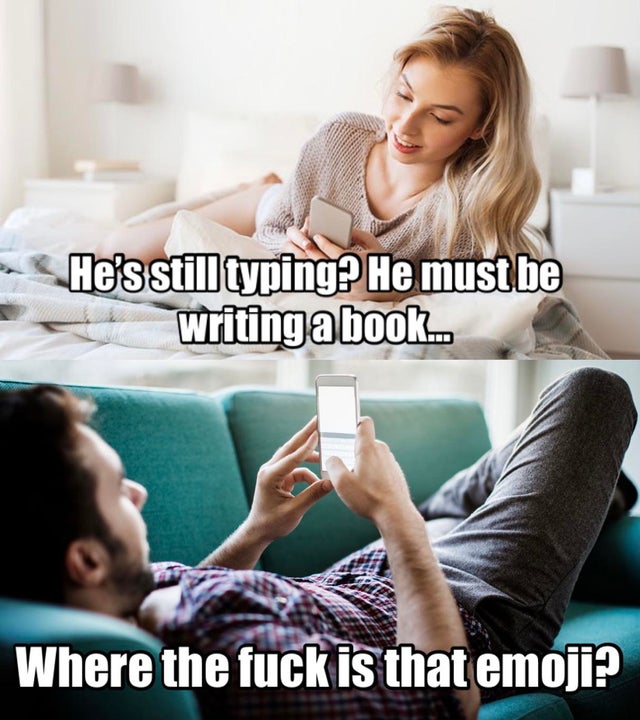 He's still typing? He must be
writing a book...
Where the fuck is that emoji?